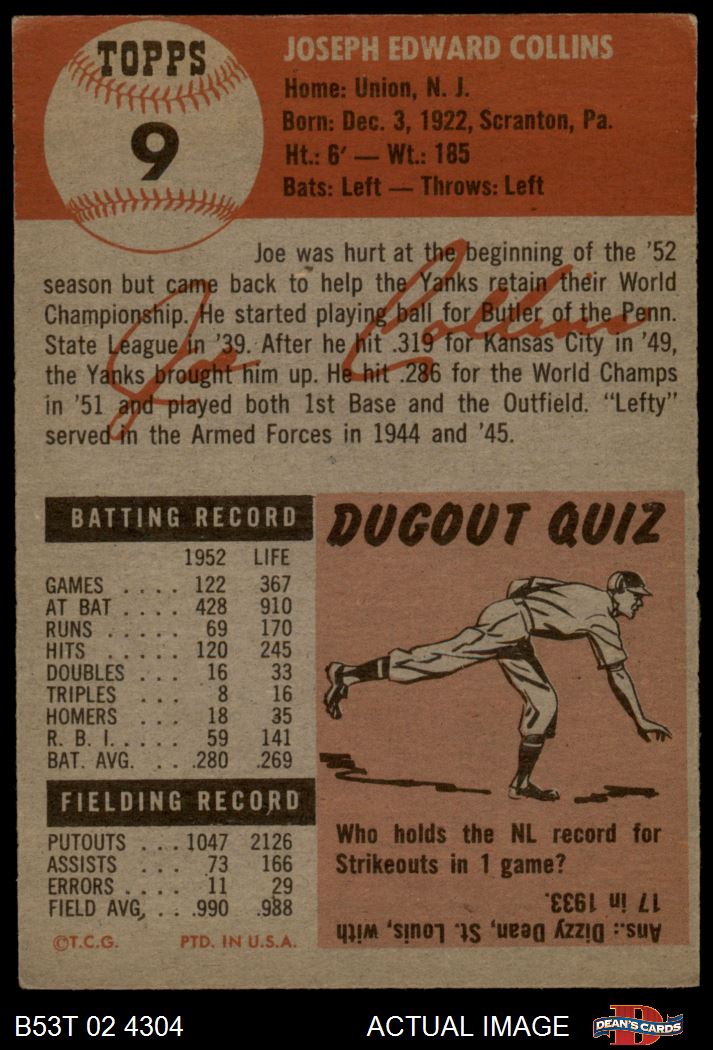 TOPPS
9
JOSEPH EDWARD COLLINS
Home: Union, N. J.
Born: Dec. 3, 1922, Scranton, Pa.
Ht.: 6' — Wt.: 185
Bats: Left — Throws: Left
Joe was hurt at the beginning of the '52
season but came back to help the Yanks retain their World
Championship. He started playing ball for Butler of the Penn.
State League in '39. After he hit .319 for Kansas City in '49,
the Yanks brought him up. He hit .286 for the World Champs
in '51 and played both 1st Base and the Outfield. "Lefty"
served in the Armed Forces in 1944 and '45.
Joe Collins
BATTING RECORD
1952 LIFE
GAMES . . . . 122 367
AT BAT . . . . 428 910
RUNS . . . . . 69 170
HITS . . . . . 120 245
DOUBLES . . . 16 33
TRIPLES . . . . 8 16
HOMERS . . . 18 35
R. B. I. . . . . 59 141
BAT. AVG. . . .280 .269
FIELDING RECORD
PUTOUTS . . . 1047 2126
ASSISTS . . . . 73 166
ERRORS . . . . 11 29
FIELD AVG. . . .990 .988
©T.C.G. PTD. IN U.S.A.
DUGOUT QUIZ
Who holds the NL record for
Strikeouts in 1 game?
Ans.: Dizzy Dean, St. Louis, with
17 in 1933.
B53T 02 4304 ACTUAL IMAGE
D
DEAN'S CARDS